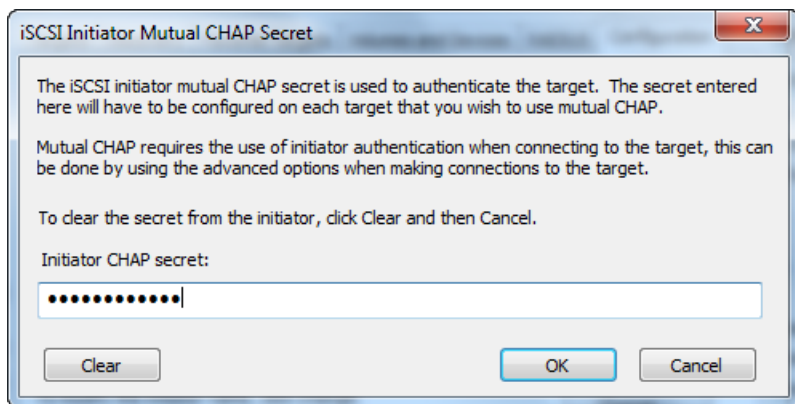 iSCSI Initiator Mutual CHAP Secret
The iSCSI initiator mutual CHAP secret is used to authenticate the target. The secret entered
here will have to be configured on each target that you wish to use mutual CHAP.
Mutual CHAP requires the use of initiator authentication when connecting to the target, this can
be done by using the advanced options when making connections to the target.
To clear the secret from the initiator, click Clear and then Cancel.
Initiator CHAP secret:
••••••••••••
Clear OK Cancel